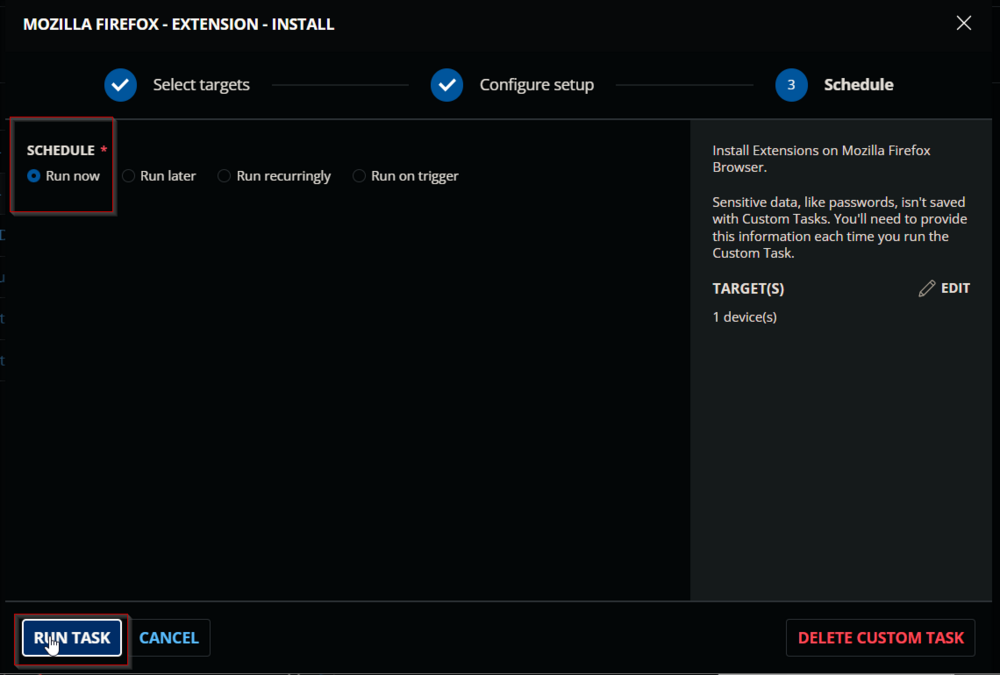 MOZILLA FIREFOX - EXTENSION - INSTALL
Select targets
Configure setup
3 Schedule
SCHEDULE *
Run now Run later Run recurringly Run on trigger
Install Extensions on Mozilla Firefox
Browser.
Sensitive data, like passwords, isn't saved
with Custom Tasks. You'll need to provide
this information each time you run the
Custom Task.
TARGET(S) EDIT
1 device(s)
RUN TASK CANCEL DELETE CUSTOM TASK